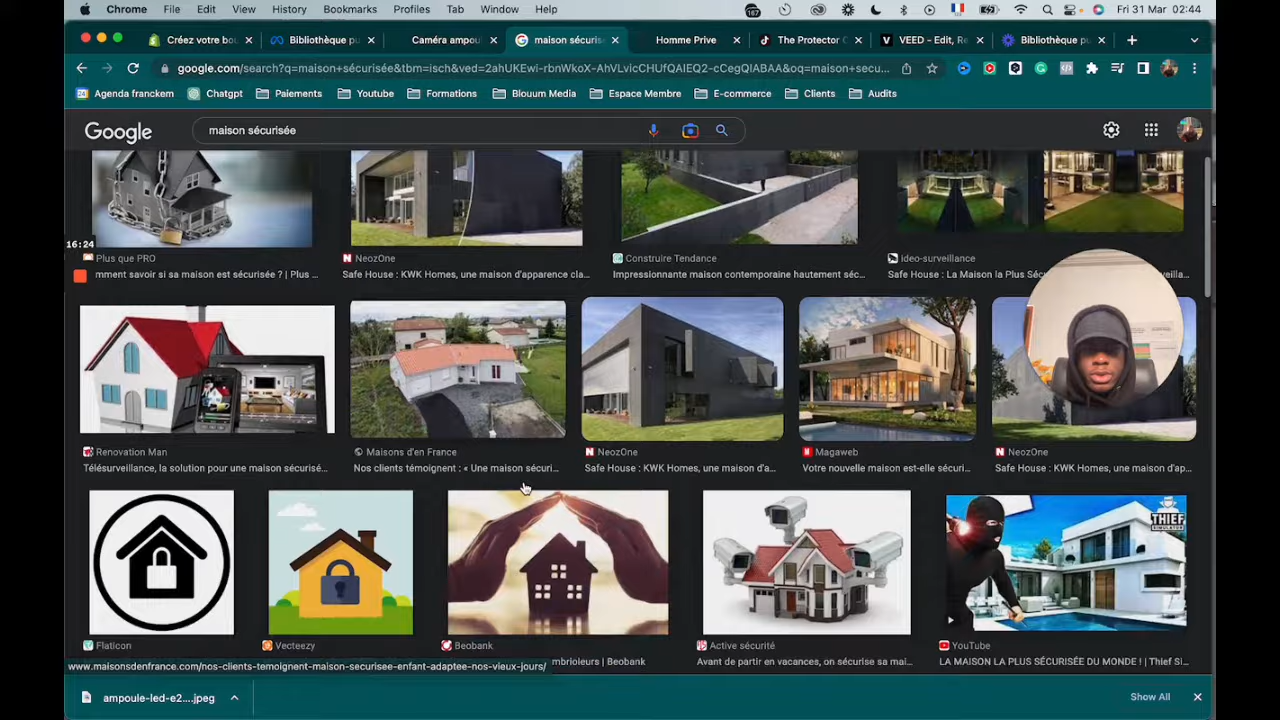 Chrome File Edit View History Bookmarks Profiles Tab Window Help 187 Fri 31 Mar 02:44
Créez votre bou Bibliothèque pu Caméra ampou maison sécuris Homme Prive The Protector C VEED - Edit, Re Bibliothèque pu
google.com/search?q=maison+sécurisée&tbm=isch&ved=2ahUKEwi-rbnWkoX-AhVLvicCHUfQAIEQ2-cCegQIABAA&oq=maison+secu...
Agenda franckem Chatgpt Paiements Youtube Formations Blouum Media Espace Membre E-commerce Clients Audits
Google maison sécurisée
16:24
Plus que PRO NeozOne Construire Tendance ideo-surveillance
mment savoir si sa maison est sécurisée ? | Plus ... Safe House : KWK Homes, une maison d'apparence cla... Impressionnante maison contemporaine hautement séc... Safe House : La Maison la Plus Séc
Renovation Man Maisons d'en France NeozOne Magaweb NeozOne
Télésurveillance, la solution pour une maison sécurisé... Nos clients témoignent : « Une maison sécuri... Safe House : KWK Homes, une maison d'a... Votre nouvelle maison est-elle sécuri... Safe House : KWK Homes, une maison d'ap...
THIEF
SIMULATOR
Flaticon Vecteezy Beobank Active sécurité YouTube
www.maisonsdenfrance.com/nos-clients-temoignent-maison-securisee-enfant-adaptee-nos-vieux-jours/ mbrioleurs | Beobank Avant de partir en vacances, on sécurise sa mai... LA MAISON LA PLUS SÉCURISÉE DU MONDE ! | Thief Si...
ampoule-led-e2....jpeg Show All